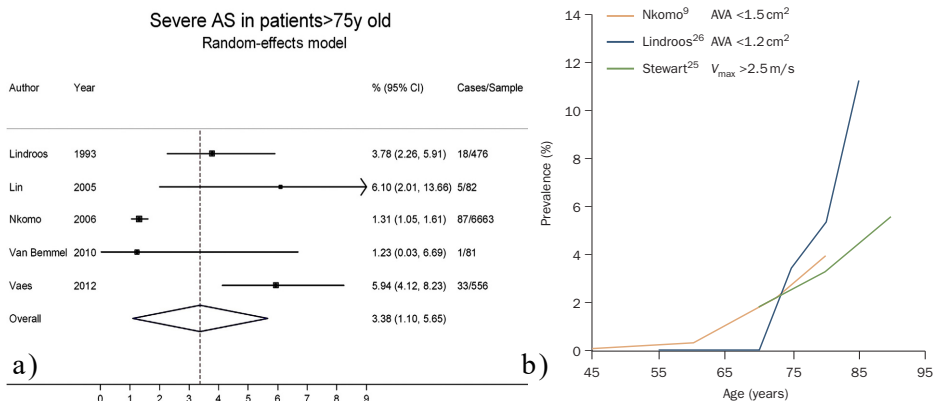 Severe AS in patients>75y old
Random-effects model
Author Year % (95% CI) Cases/Sample
Lindroos 1993 3.78 (2.26, 5.91) 18/476
Lin 2005 6.10 (2.01, 13.66) 5/82
Nkomo 2006 1.31 (1.05, 1.61) 87/6663
Van Bemmel 2010 1.23 (0.03, 6.69) 1/81
Vaes 2012 5.94 (4.12, 8.23) 33/556
Overall 3.38 (1.10, 5.65)
a)
0 1 2 3 4 5 6 7 8 9
b)
Nkomo⁹ AVA <1.5 cm²
Lindroos²⁶ AVA <1.2 cm²
Stewart²⁵ Vmax >2.5 m/s
Prevalence (%)
14
12
10
8
6
4
2
0
45 55 65 75 85 95
Age (years)